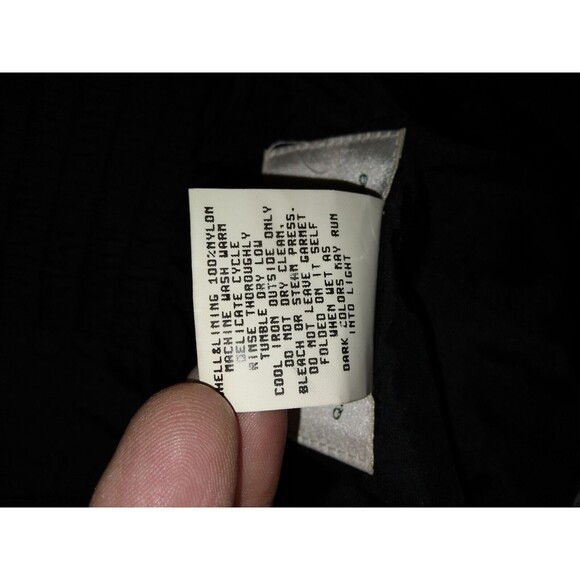 HELL&LINING 100%NYLON
MACHINE WASH WARM
DELICATE CYCLE
RINSE THOROUGHLY
TUMBLE DRY LOW
COOL IRON OUTSIDE ONLY
DO NOT DRY CLEAN,
BLEACH OR STEAM PRESS.
DO NOT LEAVE GARMET
FOLDED ON IT SELF
WHEN WET AS
DARK COLORS MAY RUN
INTO LIGHT